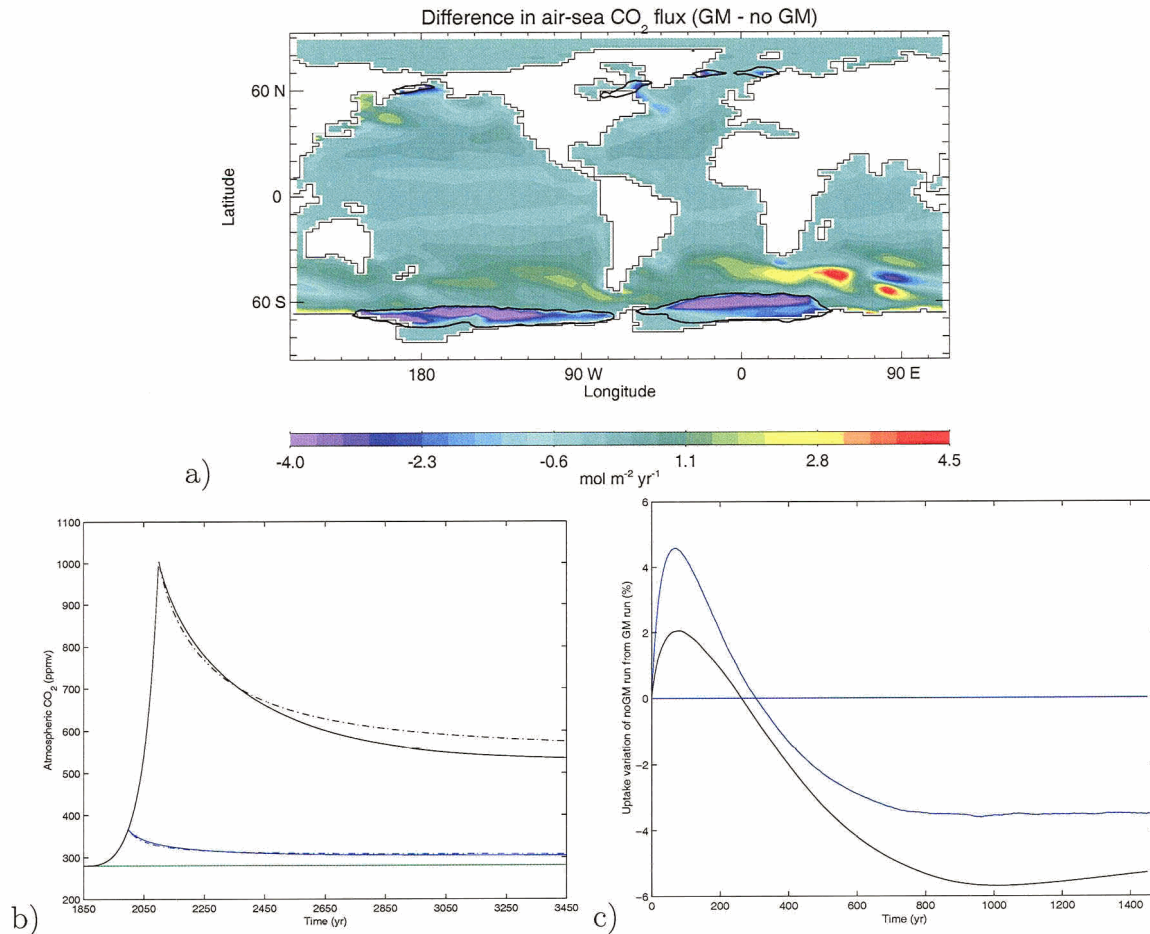 Difference in air-sea CO2 flux (GM - no GM)
Latitude
60 N
0
60 S
180
90 W
0
90 E
Longitude
-4.0
-2.3
-0.6
1.1
2.8
4.5
mol m-2 yr-1
a)
Atmospheric CO2 (ppmv)
1100
1000
900
800
700
600
500
400
300
200
1850
2050
2250
2450
2650
2850
3050
3250
3450
Time (yr)
b)
Uptake variation of noGM run from GM run (%)
6
4
2
0
−2
−4
−6
0
200
400
600
800
1000
1200
1400
Time (yr)
c)